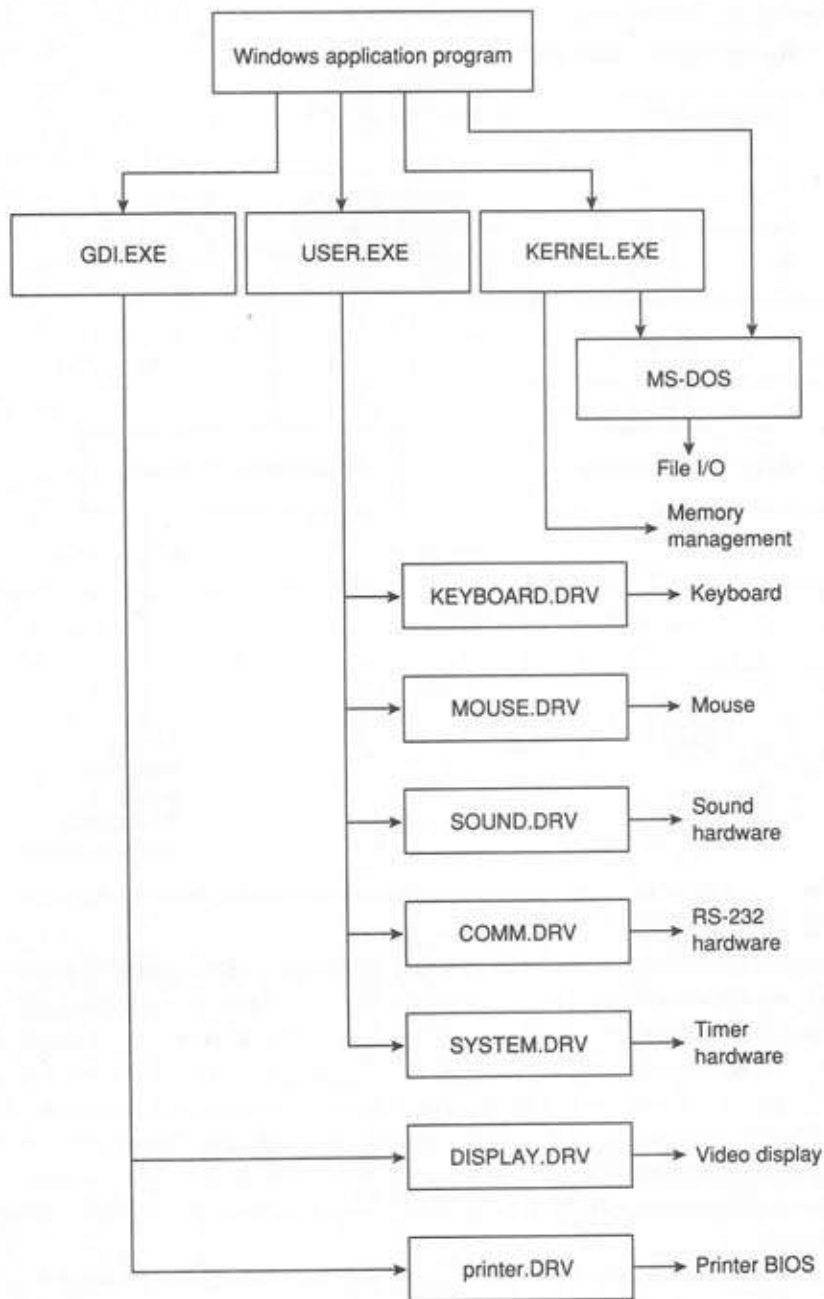 Windows application program
GDI.EXE
USER.EXE
KERNEL.EXE
MS-DOS
File I/O
Memory
management
KEYBOARD.DRV
Keyboard
MOUSE.DRV
Mouse
SOUND.DRV
Sound
hardware
COMM.DRV
RS-232
hardware
SYSTEM.DRV
Timer
hardware
DISPLAY.DRV
Video display
printer.DRV
Printer BIOS